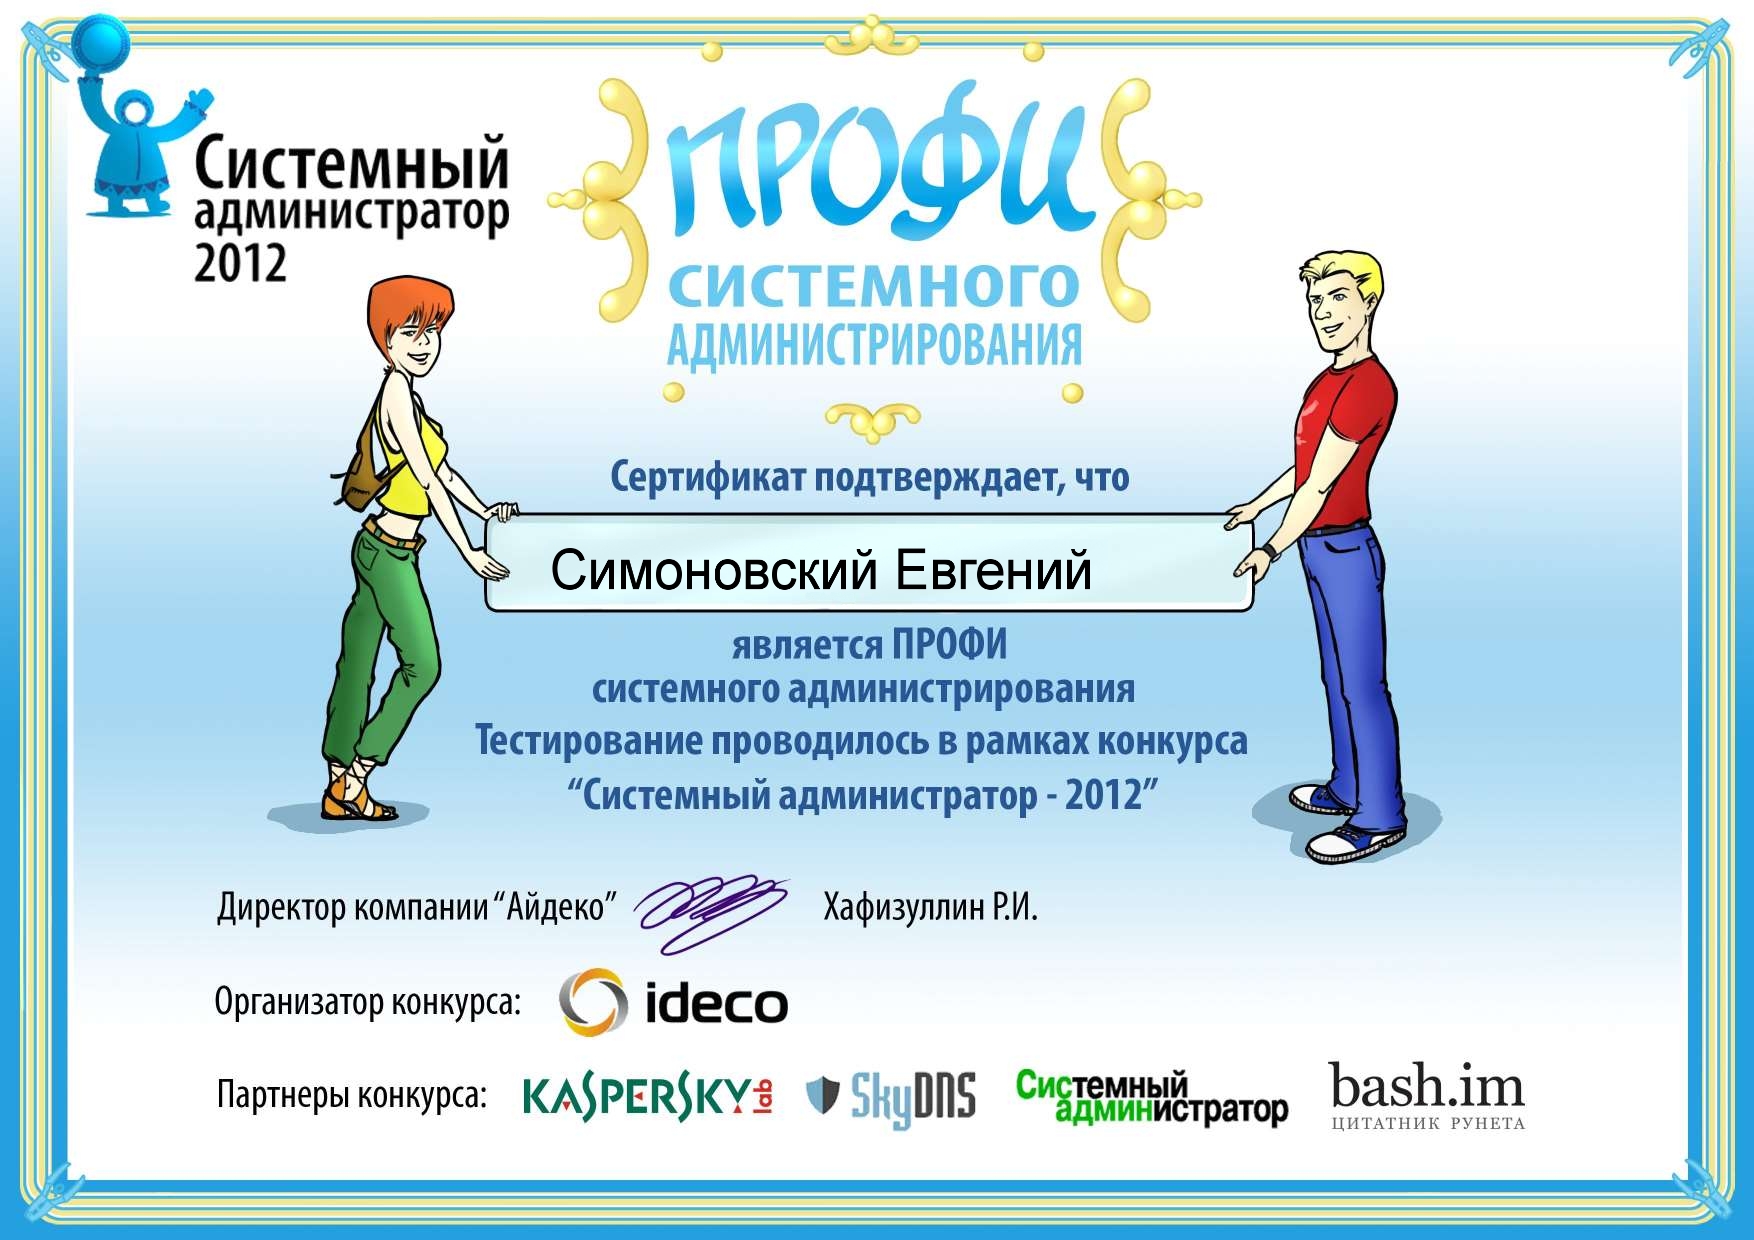 Системный
администратор
2012
ПРОФИ
СИСТЕМНОГО
АДМИНИСТРИРОВАНИЯ
Сертификат подтверждает, что
Симоновский Евгений
является ПРОФИ
системного администрирования
Тестирование проводилось в рамках конкурса
“Системный администратор - 2012”
Директор компании “Айдеко” Хафизуллин Р.И.
Организатор конкурса: ideco
Партнеры конкурса: KASPERSKY lab SkyDNS Системный администратор bash.im
ЦИТАТНИК РУНЕТА